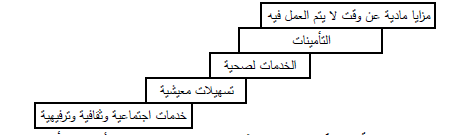 مزايا مادية عن وقت لا يتم العمل فيه
التأمينات
الخدمات لصحية
تسهيلات معيشية
خدمات اجتماعية وثقافية وترفيهية